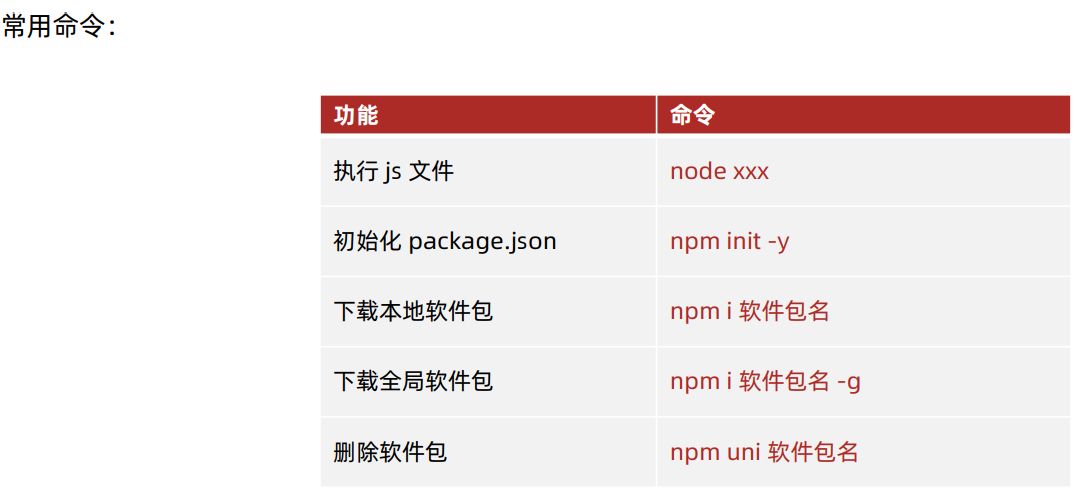 常用命令：
功能 命令
执行 js 文件 node xxx
初始化 package.json npm init -y
下载本地软件包 npm i 软件包名
下载全局软件包 npm i 软件包名 -g
删除软件包 npm uni 软件包名